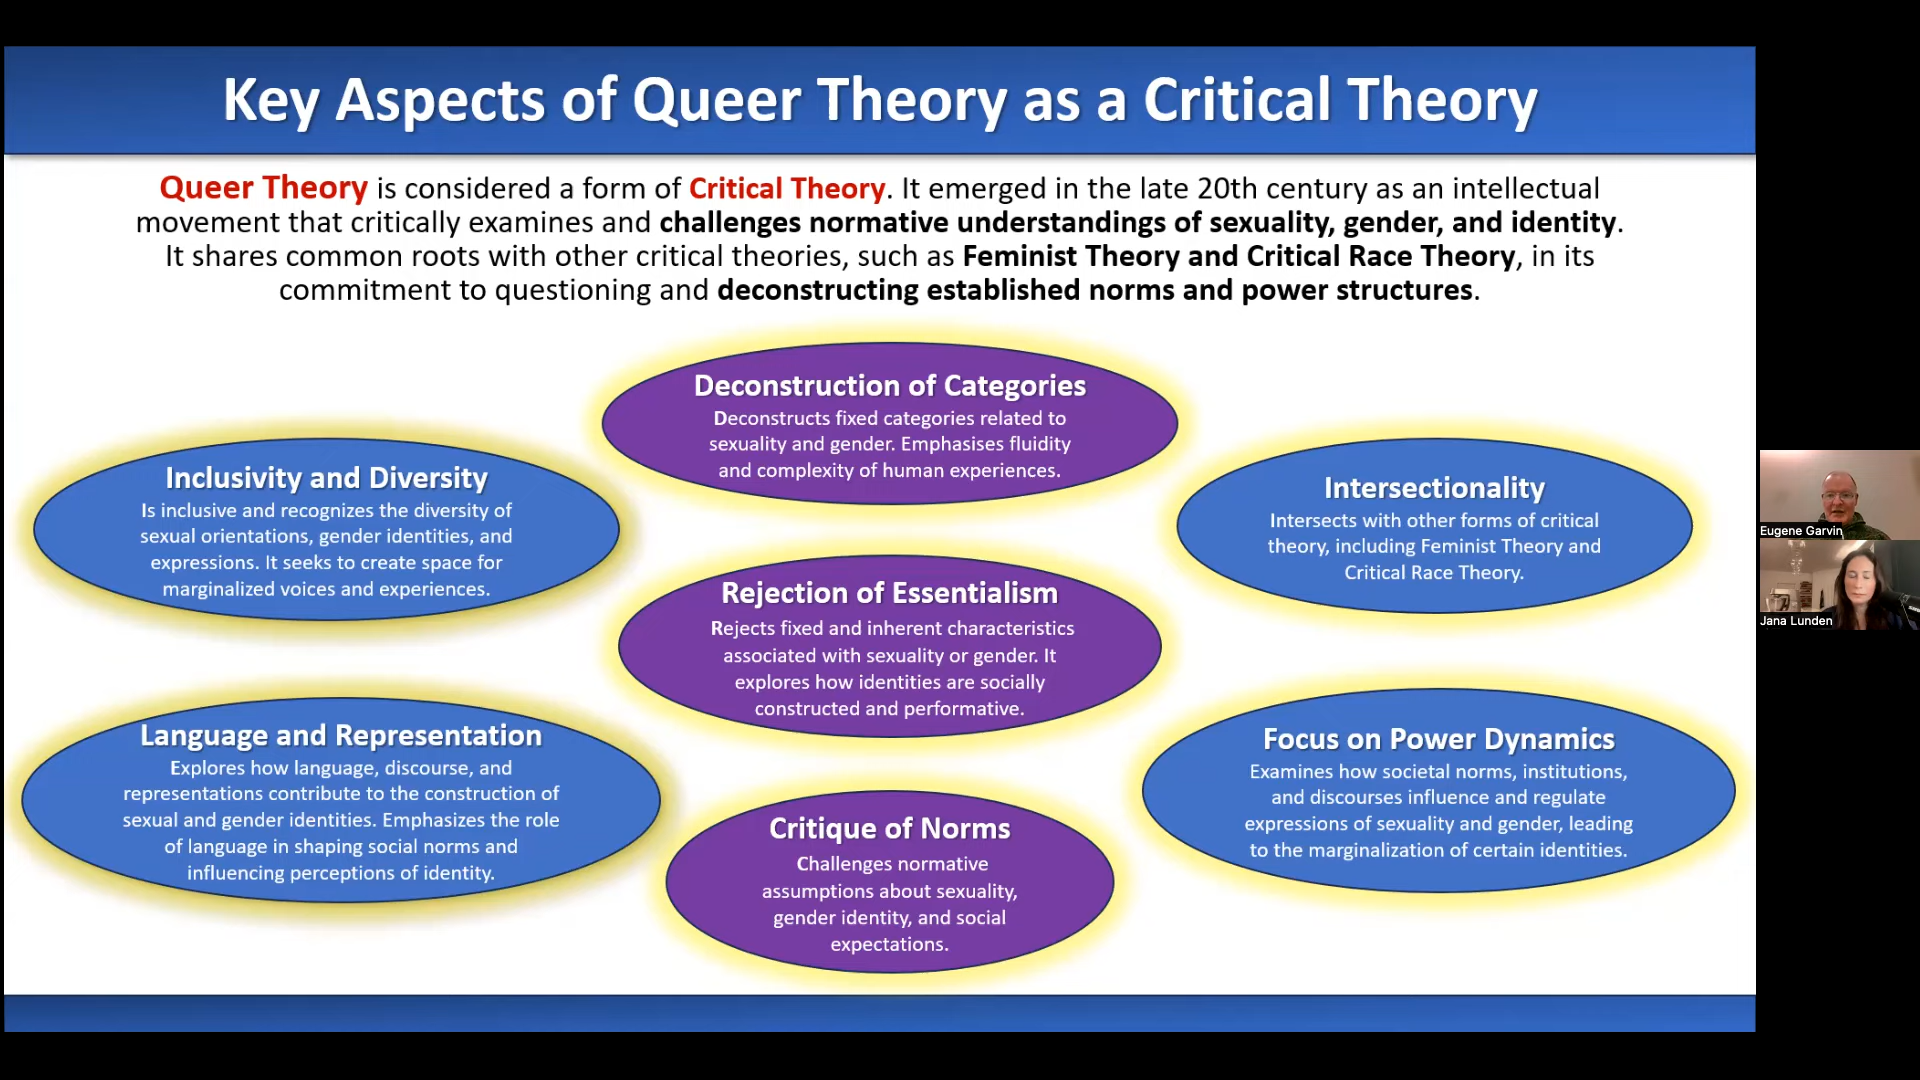 Key Aspects of Queer Theory as a Critical Theory
Queer Theory is considered a form of Critical Theory. It emerged in the late 20th century as an intellectual
movement that critically examines and challenges normative understandings of sexuality, gender, and identity.
It shares common roots with other critical theories, such as Feminist Theory and Critical Race Theory, in its
commitment to questioning and deconstructing established norms and power structures.
Deconstruction of Categories
Deconstructs fixed categories related to
sexuality and gender. Emphasises fluidity
and complexity of human experiences.
Inclusivity and Diversity
Is inclusive and recognizes the diversity of
sexual orientations, gender identities, and
expressions. It seeks to create space for
marginalized voices and experiences.
Intersectionality
Intersects with other forms of critical
theory, including Feminist Theory and
Critical Race Theory.
Rejection of Essentialism
Rejects fixed and inherent characteristics
associated with sexuality or gender. It
explores how identities are socially
constructed and performative.
Language and Representation
Explores how language, discourse, and
representations contribute to the construction of
sexual and gender identities. Emphasizes the role
of language in shaping social norms and
influencing perceptions of identity.
Focus on Power Dynamics
Examines how societal norms, institutions,
and discourses influence and regulate
expressions of sexuality and gender, leading
to the marginalization of certain identities.
Critique of Norms
Challenges normative
assumptions about sexuality,
gender identity, and social
expectations.
Eugene Garvin
Jana Lunden